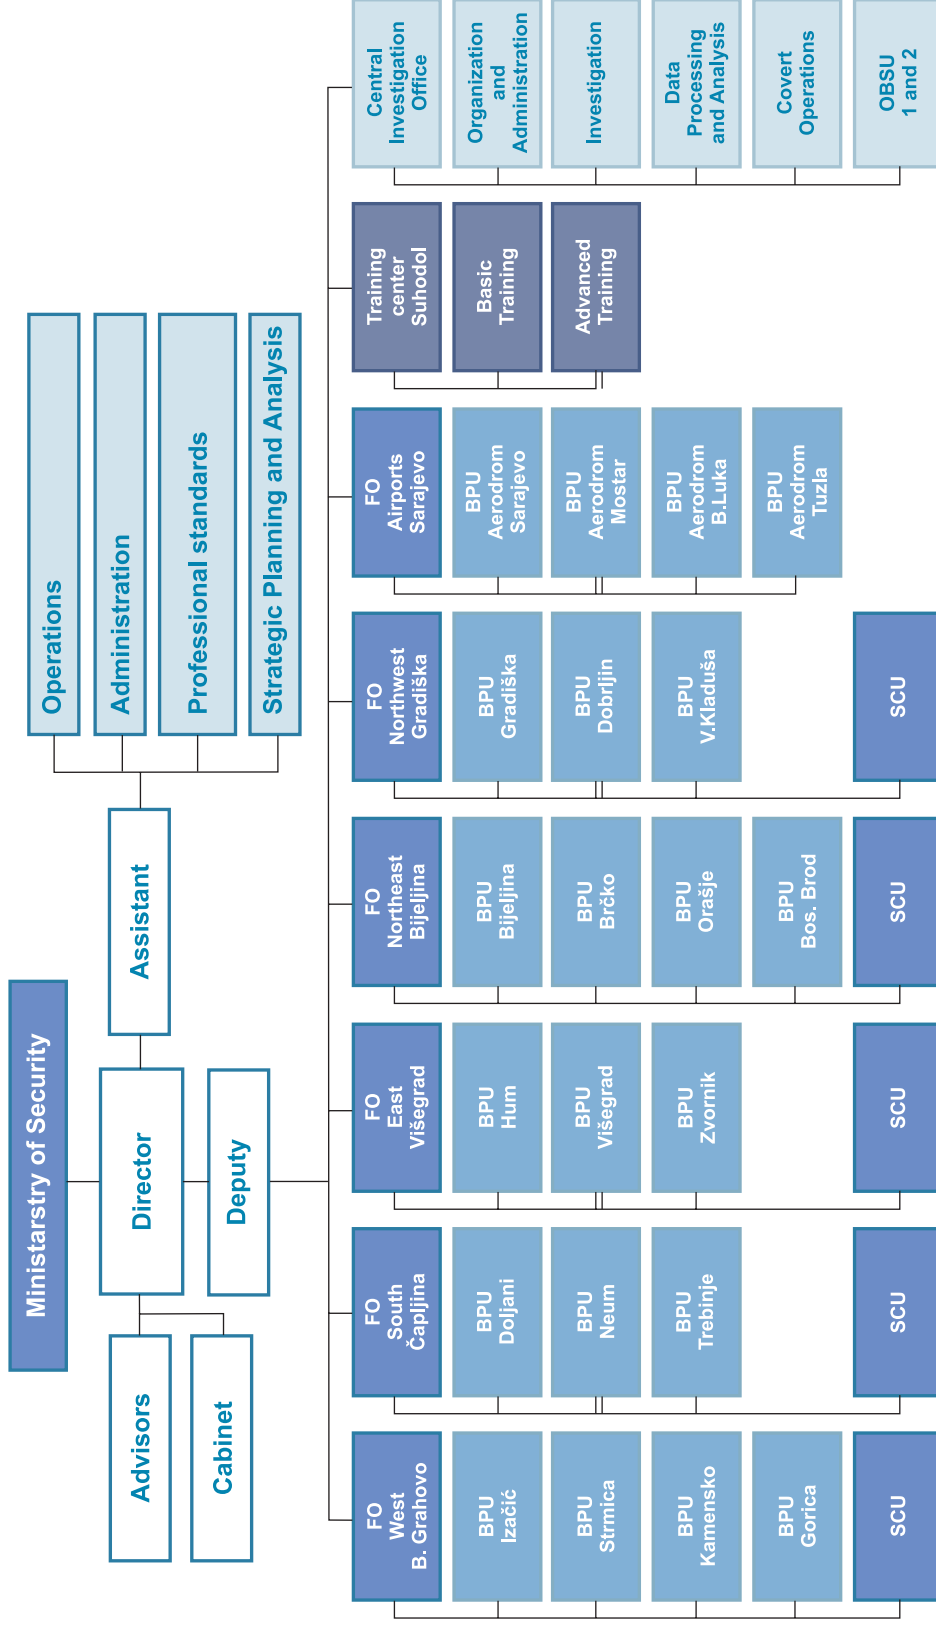 Ministarstry of Security
Advisors
Cabinet
Director
Deputy
Assistant
Operations
Administration
Professional standards
Strategic Planning and Analysis
FO
West
B. Grahovo
BPU
Izačić
BPU
Strmica
BPU
Kamensko
BPU
Gorica
SCU
FO
South
Čapljina
BPU
Doljani
BPU
Neum
BPU
Trebinje
SCU
FO
East
Višegrad
BPU
Hum
BPU
Višegrad
BPU
Zvornik
SCU
FO
Northeast
Bijeljina
BPU
Bijeljina
BPU
Brčko
BPU
Orašje
BPU
Bos. Brod
SCU
FO
Northwest
Gradiška
BPU
Gradiška
BPU
Dobrljin
BPU
V.Kladuša
SCU
FO
Airports
Sarajevo
BPU
Aerodrom
Sarajevo
BPU
Aerodrom
Mostar
BPU
Aerodrom
B.Luka
BPU
Aerodrom
Tuzla
Training
center
Suhodol
Basic
Training
Advanced
Training
Central
Investigation
Office
Organization
and
Administration
Investigation
Data
Processing
and Analysis
Covert
Operations
OBSU
1 and 2